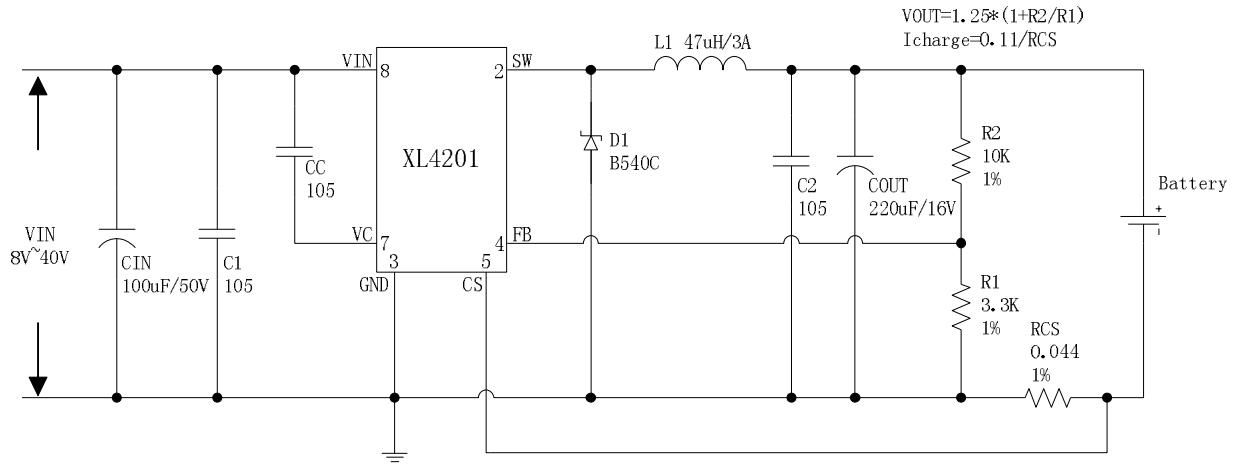 VOUT=1.25*(1+R2/R1)
Icharge=0.11/RCS
L1 47uH/3A
VIN
8
2
SW
XL4201
CC
105
D1
B540C
R2
10K
1%
C2
105
COUT
220uF/16V
Battery
+
-
VIN
8V~40V
VC
7
4
FB
CIN
100uF/50V
C1
105
3
GND
5
CS
R1
3.3K
1%
RCS
0.044
1%